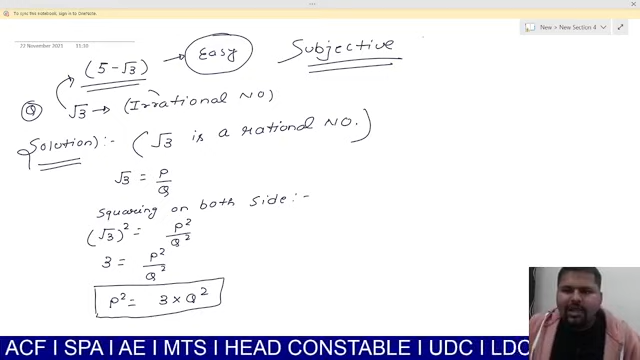 To sync this notebook, sign in to OneNote.
New > New Section 4
22 November 2021 11:10
(5-√3) → Easy
Subjective
Q √3 → (Irrational NO)
Solution):- (√3 is a rational NO.)
√3 = P/Q
Squaring on both side:-
(√3)² = P²/Q²
3 = P²/Q²
P² = 3 × Q²
ACF I SPA I AE I MTS I HEAD CONSTABLE I UDC I LDC